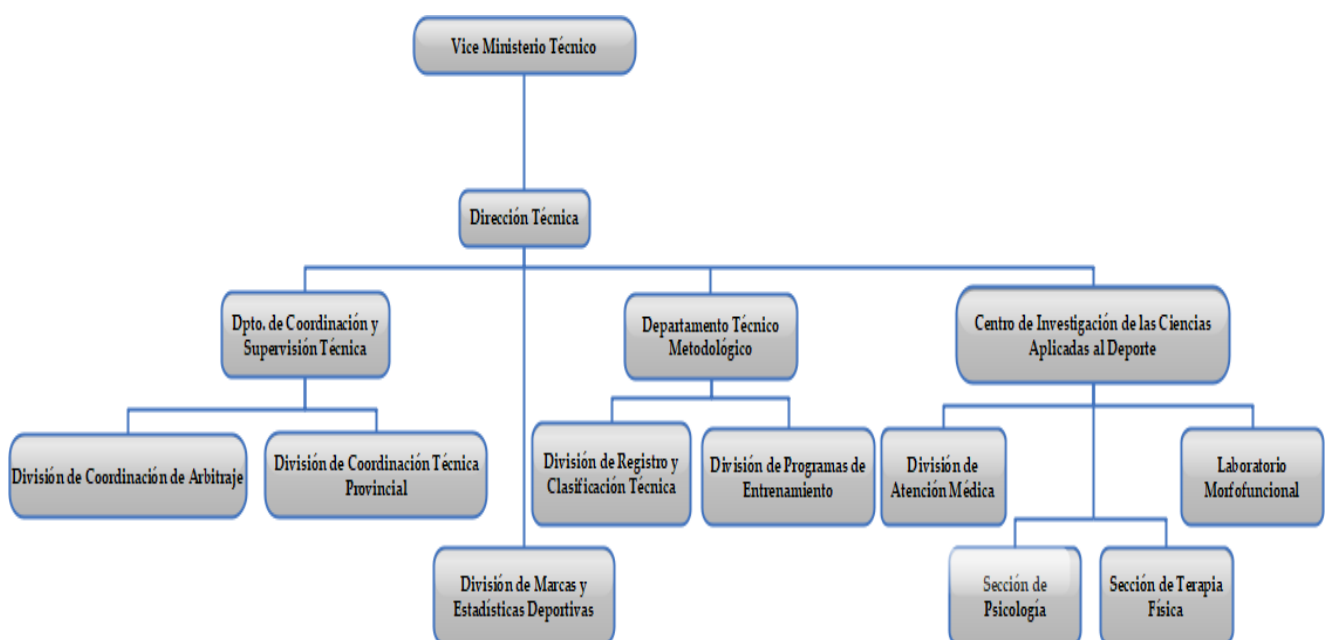 Vice Ministerio Técnico
Dirección Técnica
Dpto. de Coordinación y
Supervisión Técnica
Departamento Técnico
Metodológico
Centro de Investigación de las Ciencias
Aplicadas al Deporte
División de Coordinación de Arbitraje
División de Coordinación Técnica
Provincial
División de Registro y
Clasificación Técnica
División de Programas de
Entrenamiento
División de
Atención Médica
Laboratorio
Morfofuncional
División de Marcas y
Estadísticas Deportivas
Sección de
Psicología
Sección de Terapia
Física